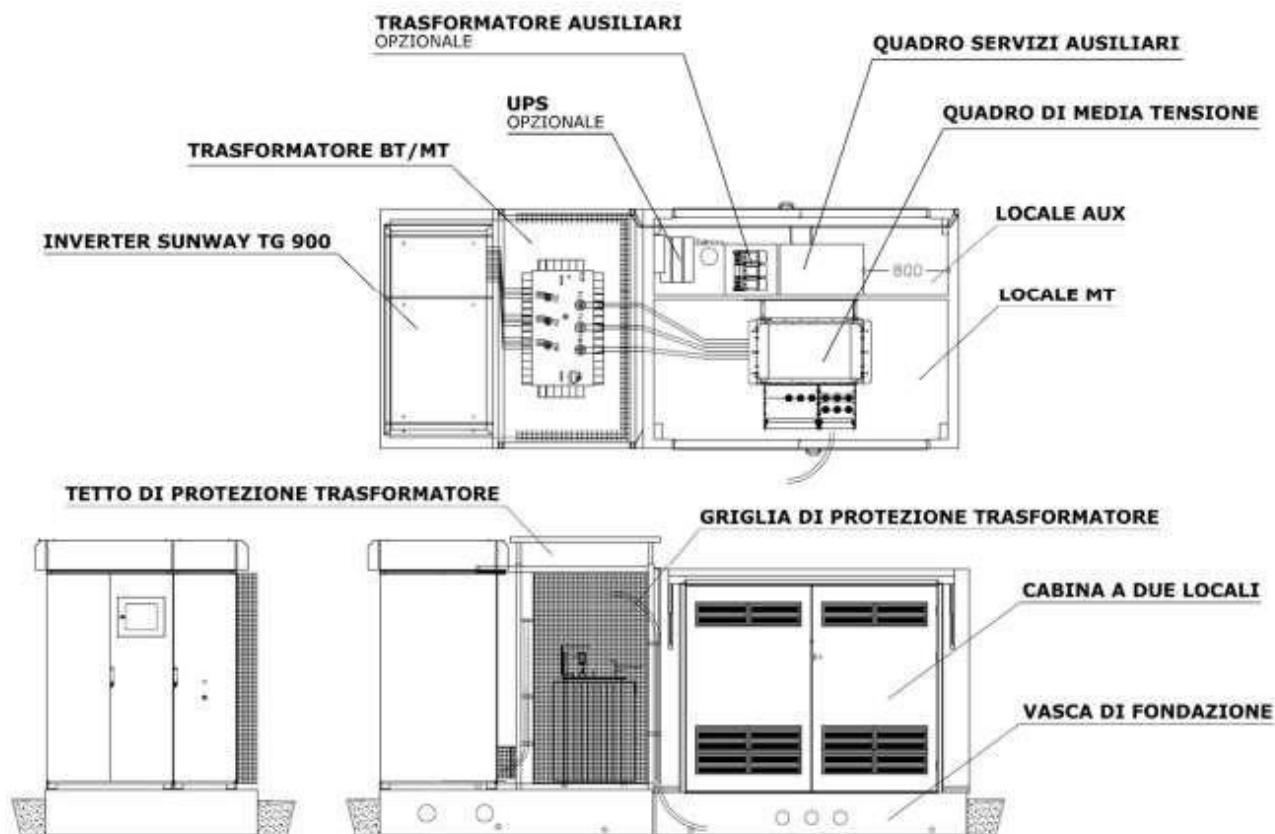 TRASFORMATORE AUSILIARI
OPZIONALE
QUADRO SERVIZI AUSILIARI
UPS
OPZIONALE
QUADRO DI MEDIA TENSIONE
TRASFORMATORE BT/MT
LOCALE AUX
INVERTER SUNWAY TG 900
800
LOCALE MT
TETTO DI PROTEZIONE TRASFORMATORE
GRIGLIA DI PROTEZIONE TRASFORMATORE
CABINA A DUE LOCALI
VASCA DI FONDAZIONE